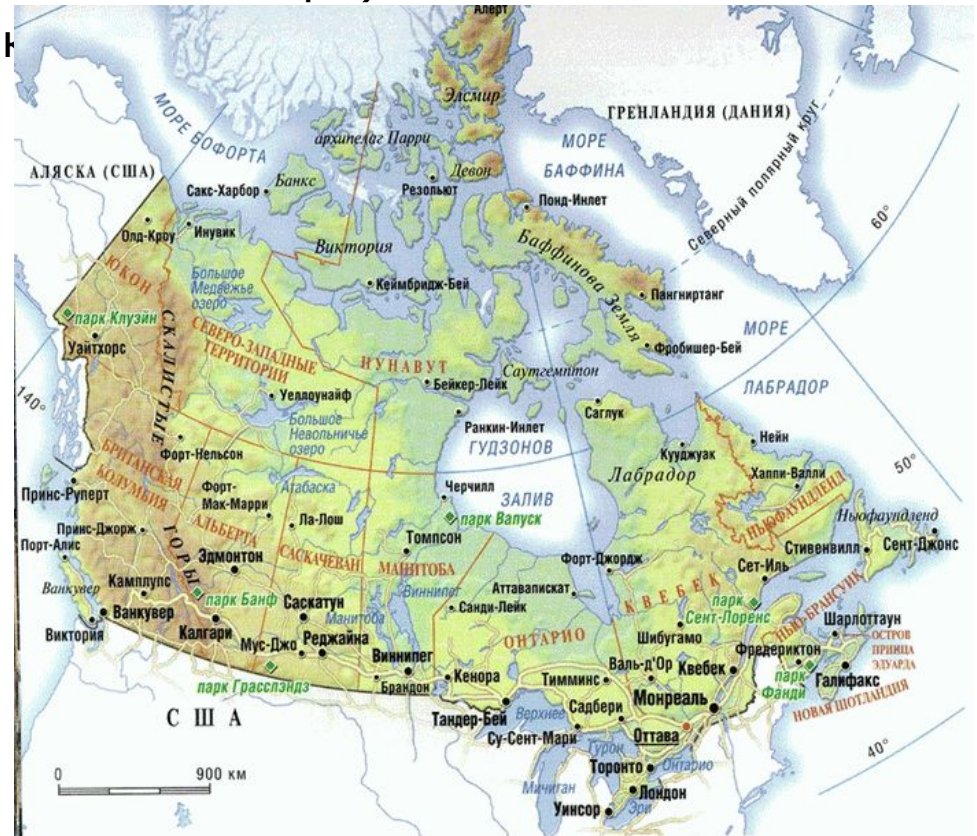 Алерт
К
Элсмир
ГРЕНЛАНДИЯ (ДАНИЯ)
МОРЕ БОФОРТА
архипелаг Парри
МОРЕ
БАФФИНА
Северный полярный круг
АЛЯСКА (США)
Девон
Банкс
Сакс-Харбор
Резольют
Понд-Инлет
60°
Олд-Кроу
Инувик
Виктория
Баффинова Земля
ЮКОН
Большое
Медвежье
озеро
Кеймбридж-Бей
Пангниртанг
парк Клуэйн
СКАЛИСТЫЕ
ГОРЫ
Уайтхорс
СЕВЕРО-ЗАПАДНЫЕ
ТЕРРИТОРИИ
НУНАВУТ
МОРЕ
ЛАБРАДОР
Фробишер-Бей
Саутгемптон
Бейкер-Лейк
140°
Уеллоунайф
Саглук
Большое
Невольничье
озеро
Ранкин-Инлет
ГУДЗОНОВ
ЗАЛИВ
Кууджуак
Нейн
50°
Форт-Нельсон
БРИТАНСКАЯ
КОЛУМБИЯ
Лабрадор
Хаппи-Валли
Принс-Руперт
Форт-
Мак-Марри
Атабаска
Черчилл
парк Вапуск
НЬЮФАУНДЛЕНД
Ньюфаундленд
Принс-Джорж
АЛЬБЕРТА
Ла-Лош
Томпсон
Стивенвилл
Сент-Джонс
Порт-Алис
Эдмонтон
САСКАЧЕВАН
МАНИТОБА
Форт-Джордж
Сет-Иль
Ванкувер
Камплупс
парк Банф
Виннипег
Аттавапискат
КВЕБЕК
парк
Сент-Лоренс
НЬЮ-БРАНСУИК
Ванкувер
Саскатун
Манитоба
Санди-Лейк
Шарлоттаун
Виктория
Калгари
Мус-Джо
Реджайна
ОНТАРИО
Шибугамо
Фредериктон
ОСТРОВ
ПРИНЦА
ЭДУАРДА
Виннипег
Валь-д'Ор
Квебек
парк
Фанди
Галифакс
парк Грасслэндз
Брандон
Кенора
Тимминс
Монреаль
НОВАЯ ШОТЛАНДИЯ
США
Тандер-Бей
Верхнее
Садбери
Су-Сент-Мари
Оттава
Гурон
40°
0
900 км
Торонто
Онтарио
Мичиган
Лондон
Уинсор
Эри